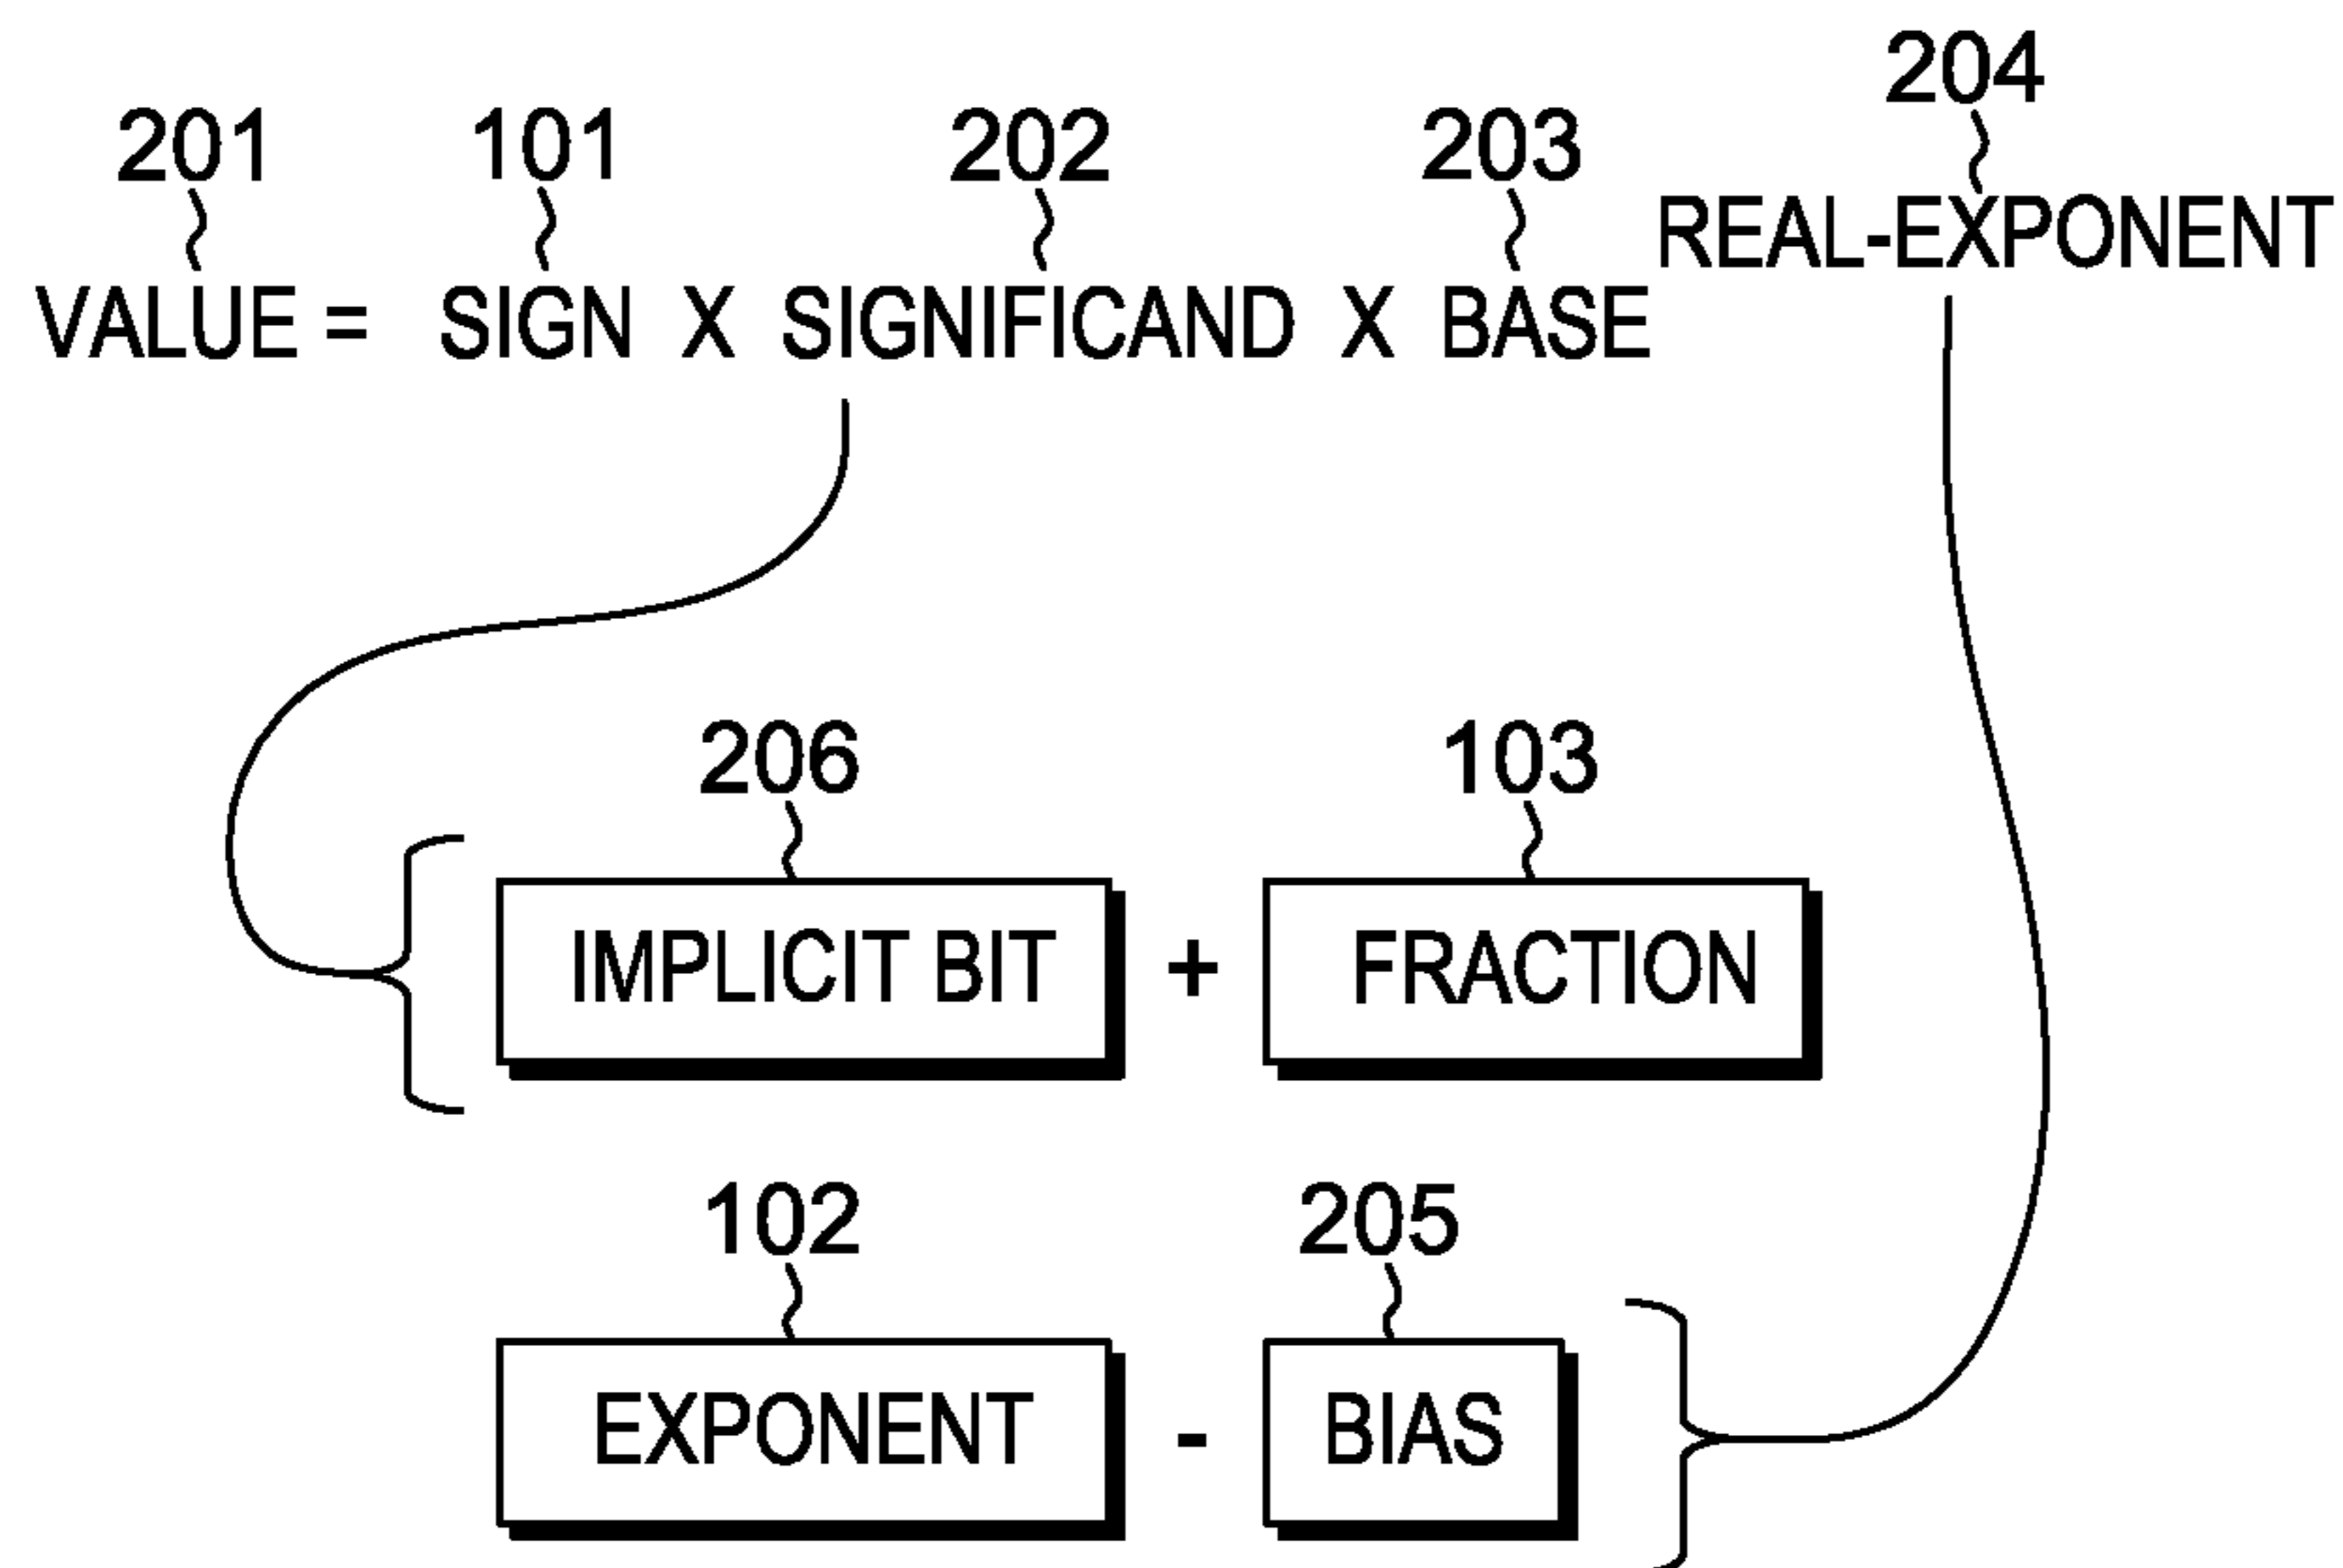 204
201 101 202 203
REAL-EXPONENT
VALUE = SIGN X SIGNIFICAND X BASE
206 103
IMPLICIT BIT + FRACTION
102 205
EXPONENT - BIAS